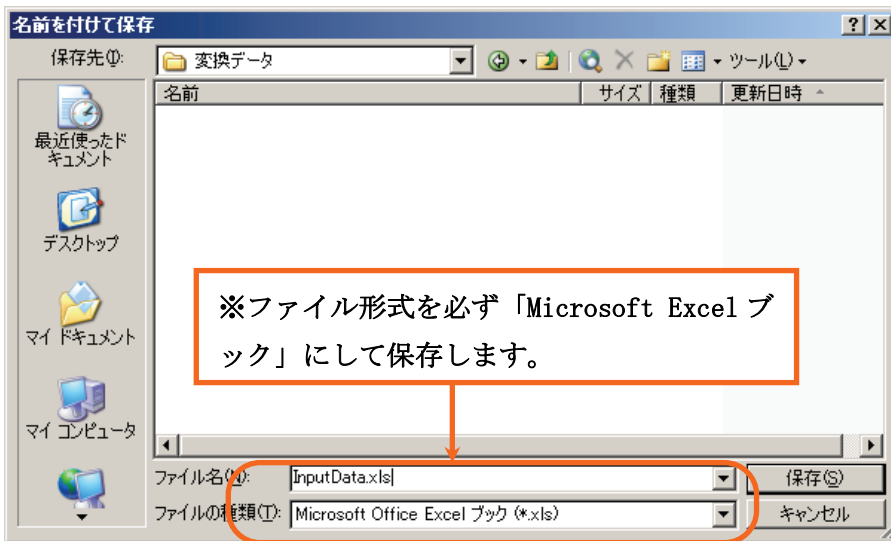 名前を付けて保存
保存先(I):
変換データ
ツール(L)
名前
サイズ
種類
更新日時
最近使ったド
キュメント
デスクトップ
マイ ドキュメント
マイ コンピュータ
※ファイル形式を必ず「Microsoft Excel ブ
ック」にして保存します。
ファイル名(N):
InputData.xls
保存(S)
ファイルの種類(T):
Microsoft Office Excel ブック (*.xls)
キャンセル